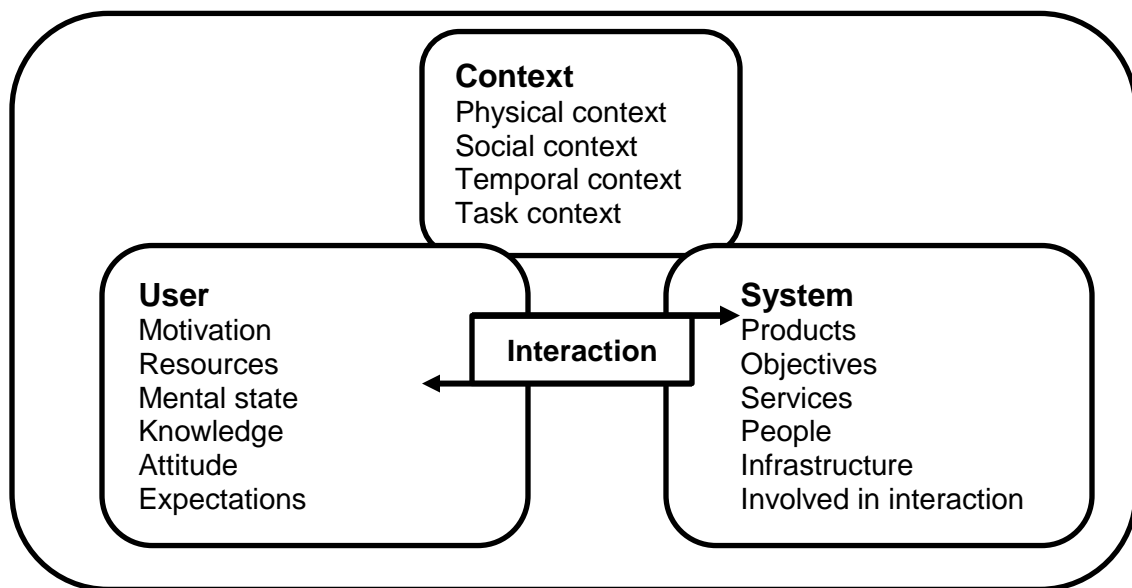 Context
Physical context
Social context
Temporal context
Task context
User
Motivation
Resources
Mental state
Knowledge
Attitude
Expectations
Interaction
System
Products
Objectives
Services
People
Infrastructure
Involved in interaction